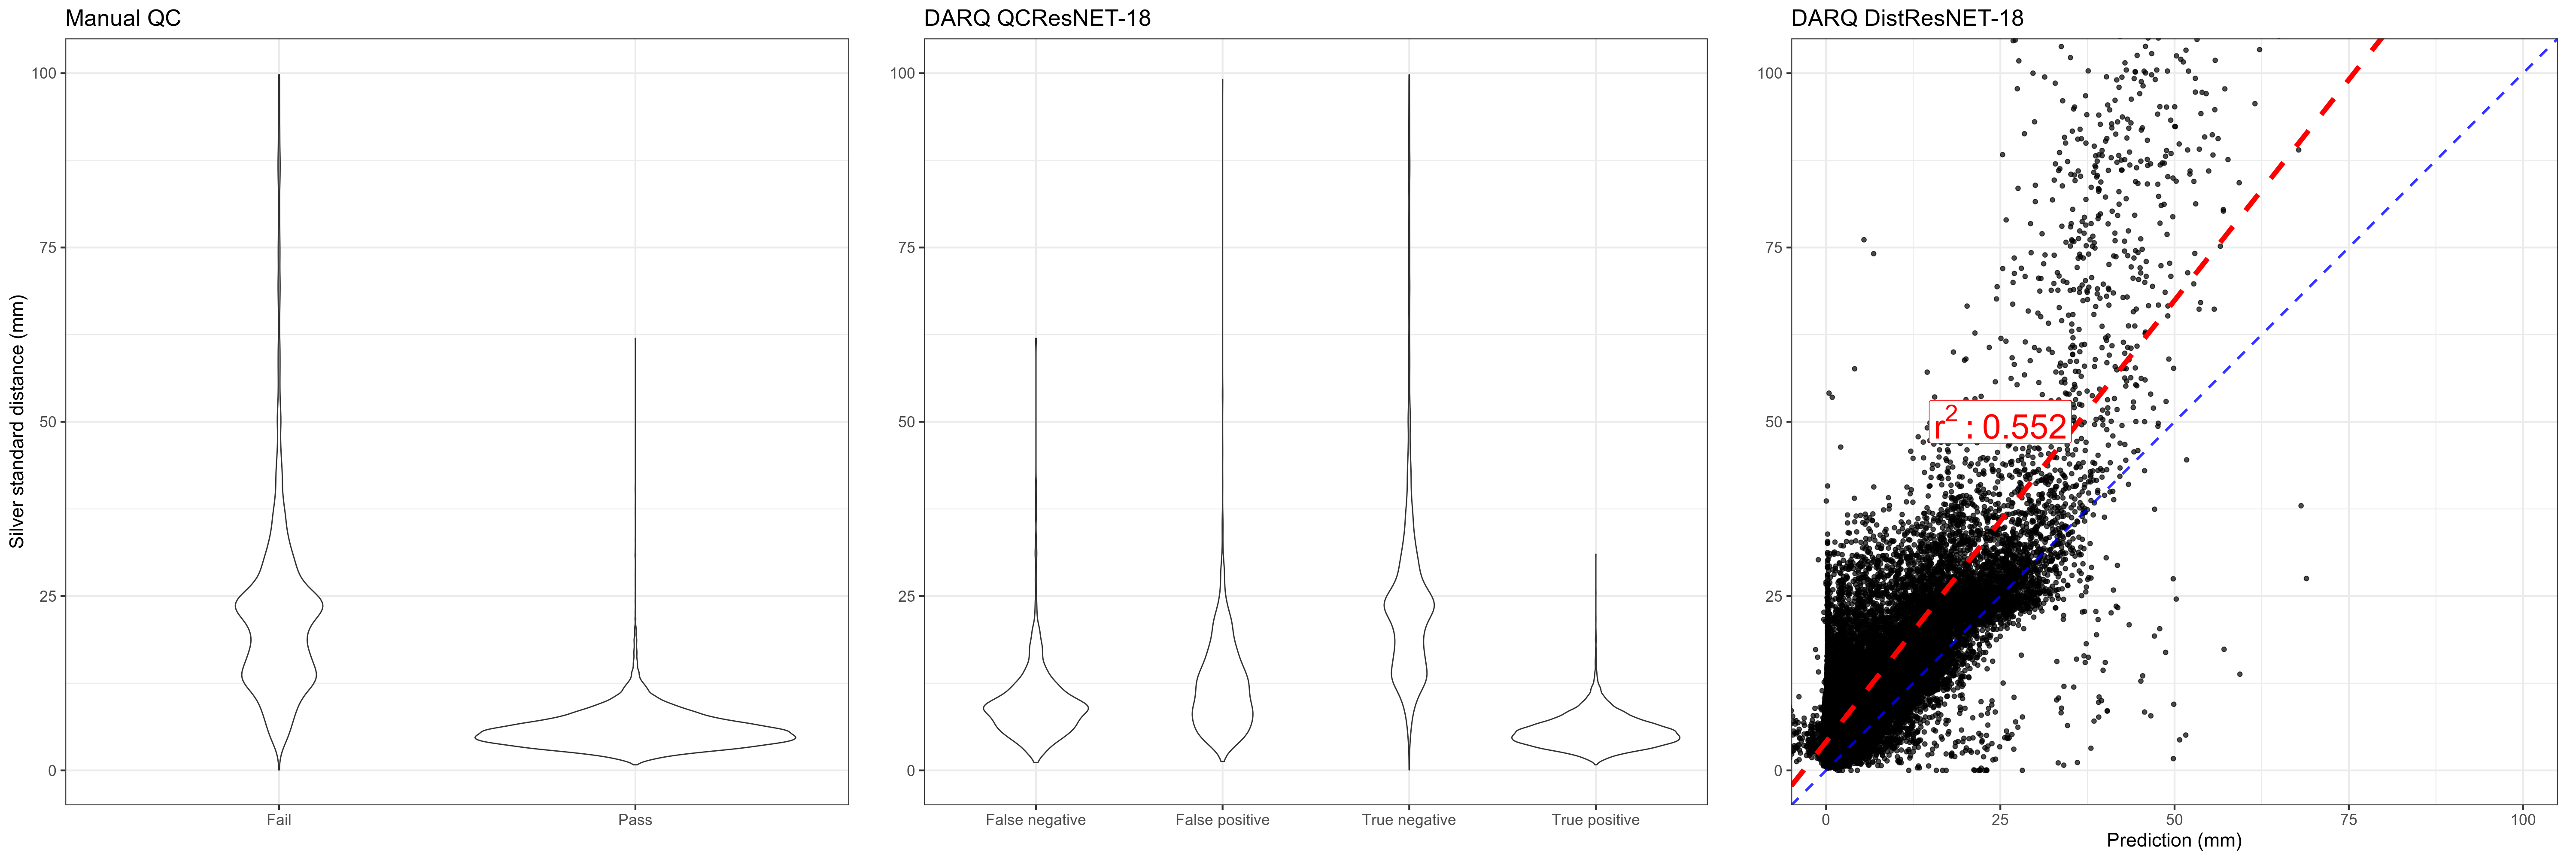 Manual QC
DARQ QCResNET-18
DARQ DistResNET-18
Silver standard distance (mm)
100
75
50
25
0
Fail
Pass
100
75
50
25
0
False negative
False positive
True negative
True positive
100
75
50
25
0
r² : 0.552
0
25
50
75
100
Prediction (mm)